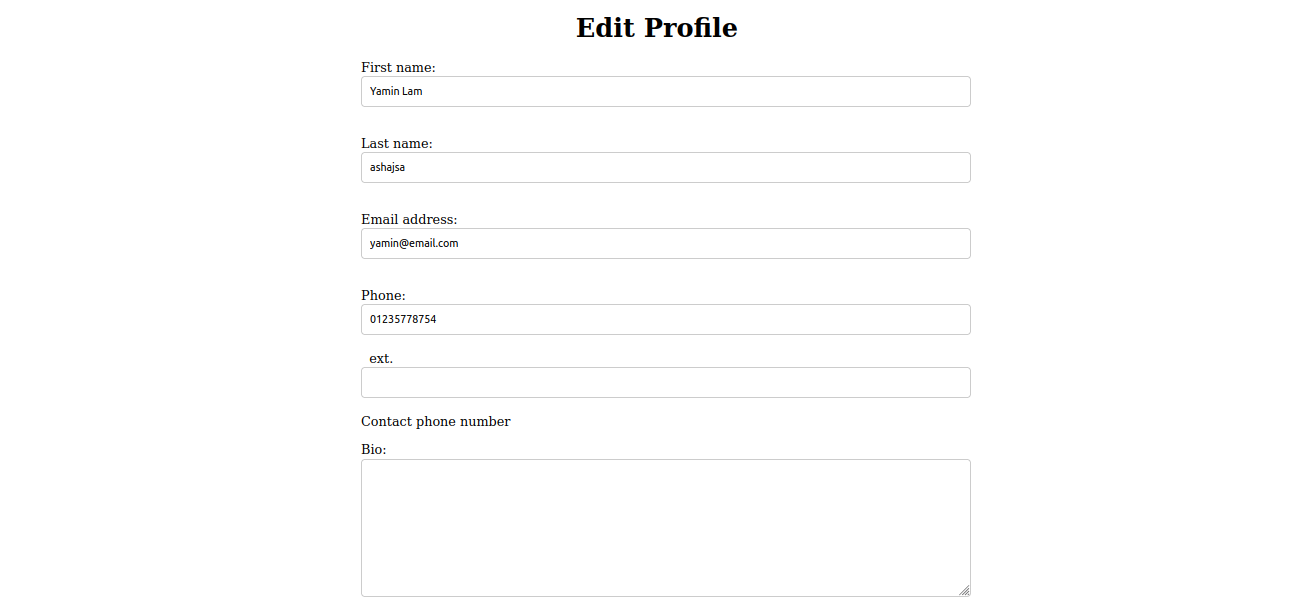 Edit Profile
First name:
Yamin Lam
Last name:
ashajsa
Email address:
yamin@email.com
Phone:
01235778754
ext.
Contact phone number
Bio: